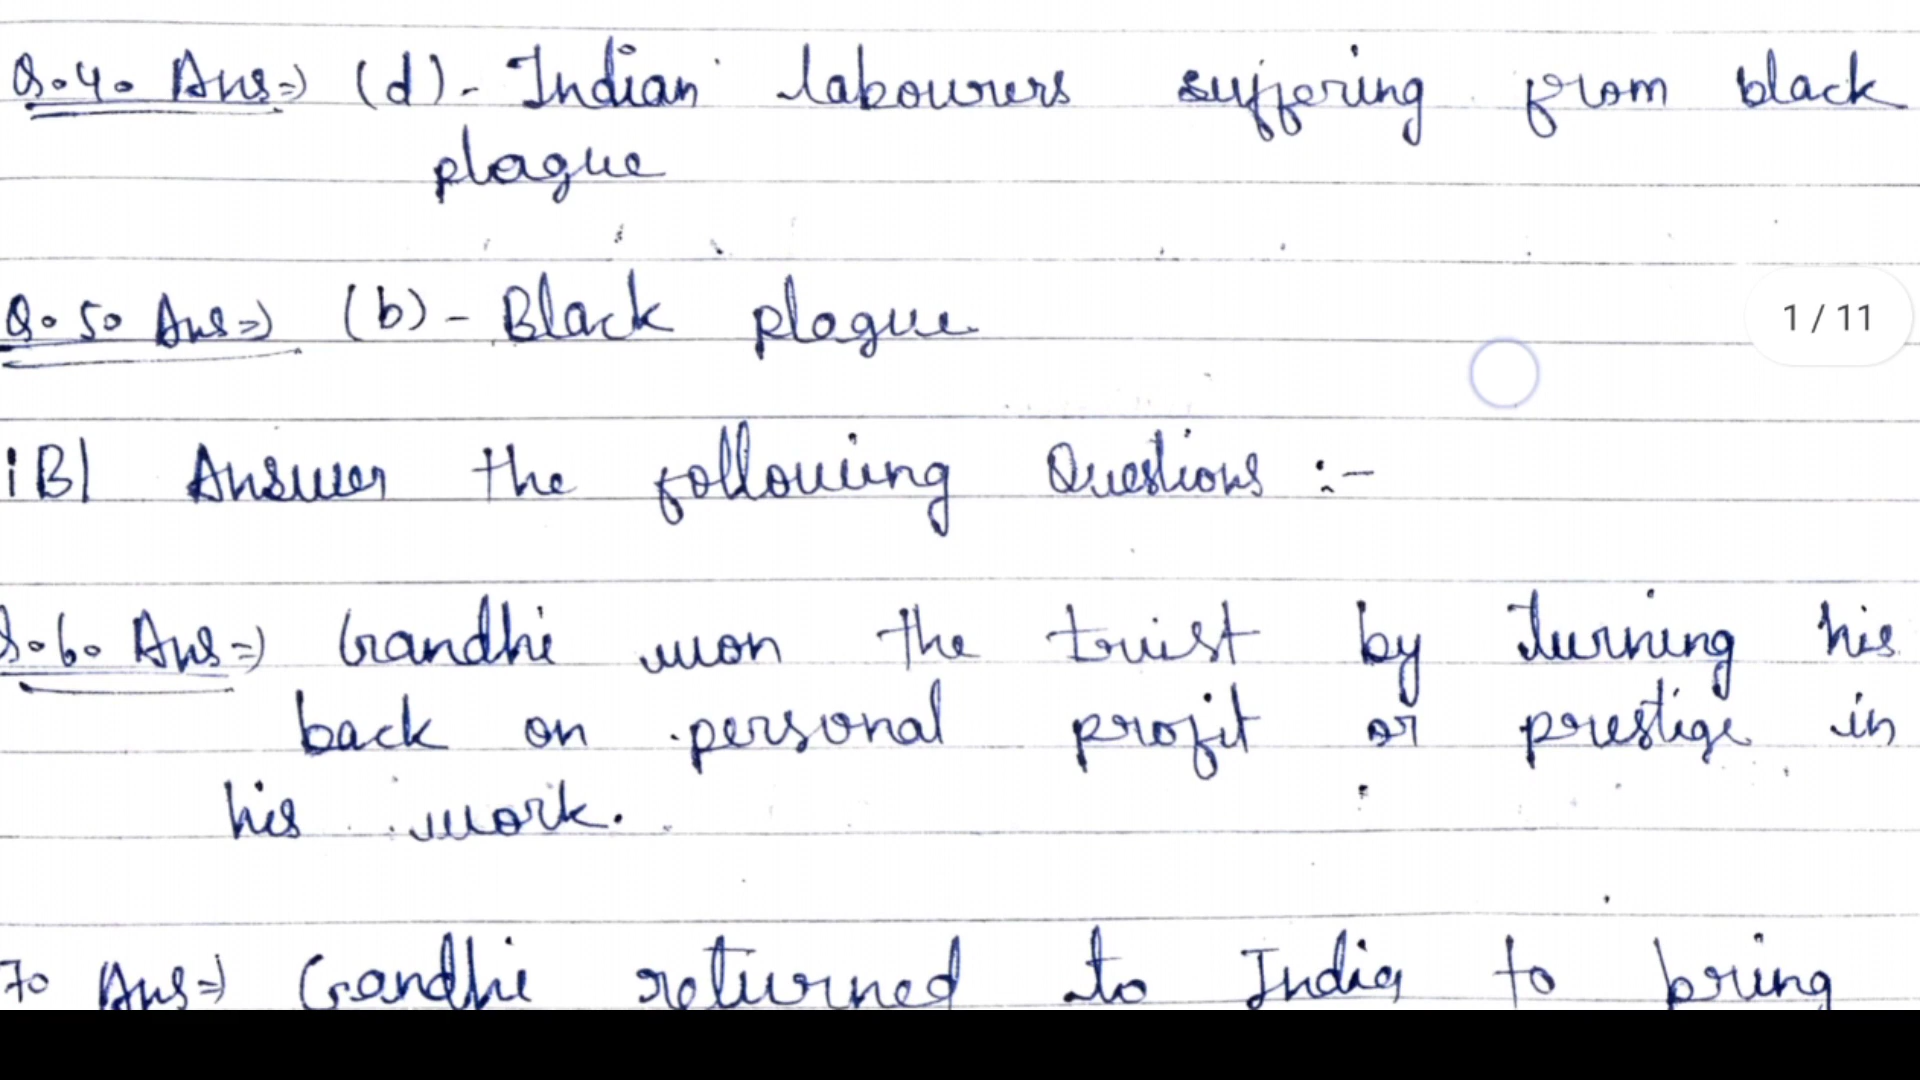 Q.4. Ans⇒ (d)- Indian labourers suffering from black
plague
Q.5. Ans⇒ (b)- Black plague
1 / 11
|B| Answer the following Questions :-
Q.6. Ans⇒ Gandhi won the trust by turning his
back on personal profit or prestige in
his work.
7. Ans⇒ Gandhi returned to India to bring